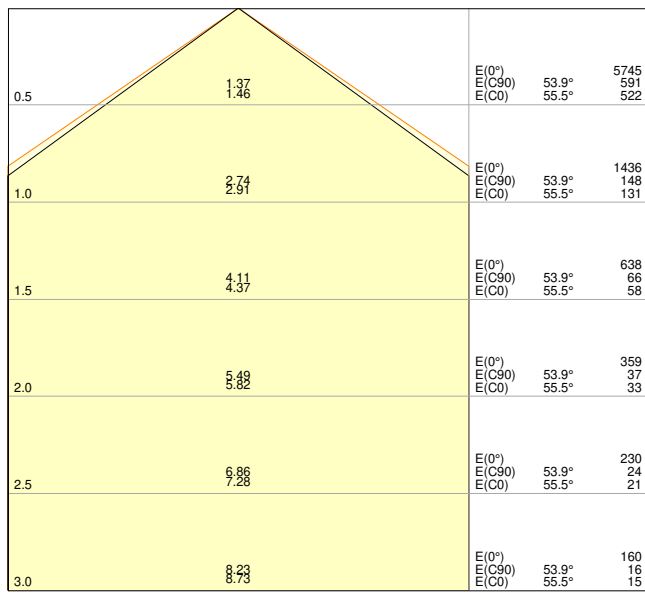 E(0°) 5745
1.37 E(C90) 53.9° 591
0.5 1.46 E(C0) 55.5° 522
E(0°) 1436
2.74 E(C90) 53.9° 148
1.0 2.91 E(C0) 55.5° 131
E(0°) 638
4.11 E(C90) 53.9° 66
1.5 4.37 E(C0) 55.5° 58
E(0°) 359
5.49 E(C90) 53.9° 37
2.0 5.82 E(C0) 55.5° 33
E(0°) 230
6.86 E(C90) 53.9° 24
2.5 7.28 E(C0) 55.5° 21
E(0°) 160
8.23 E(C90) 53.9° 16
3.0 8.73 E(C0) 55.5° 15